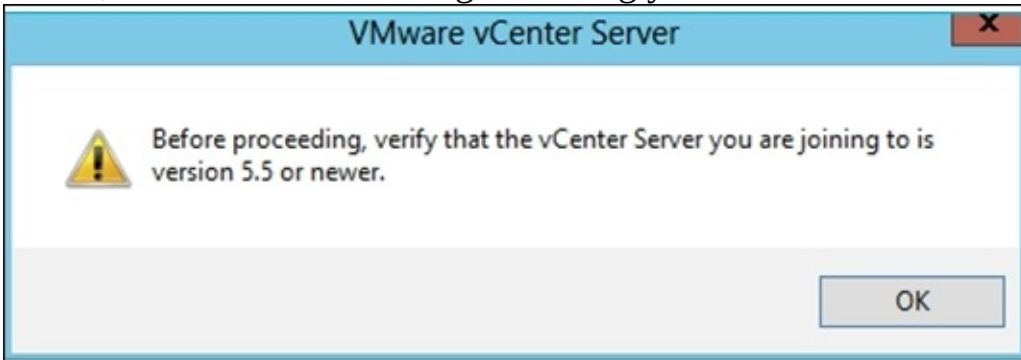 VMware vCenter Server
x
Before proceeding, verify that the vCenter Server you are joining to is
version 5.5 or newer.
OK